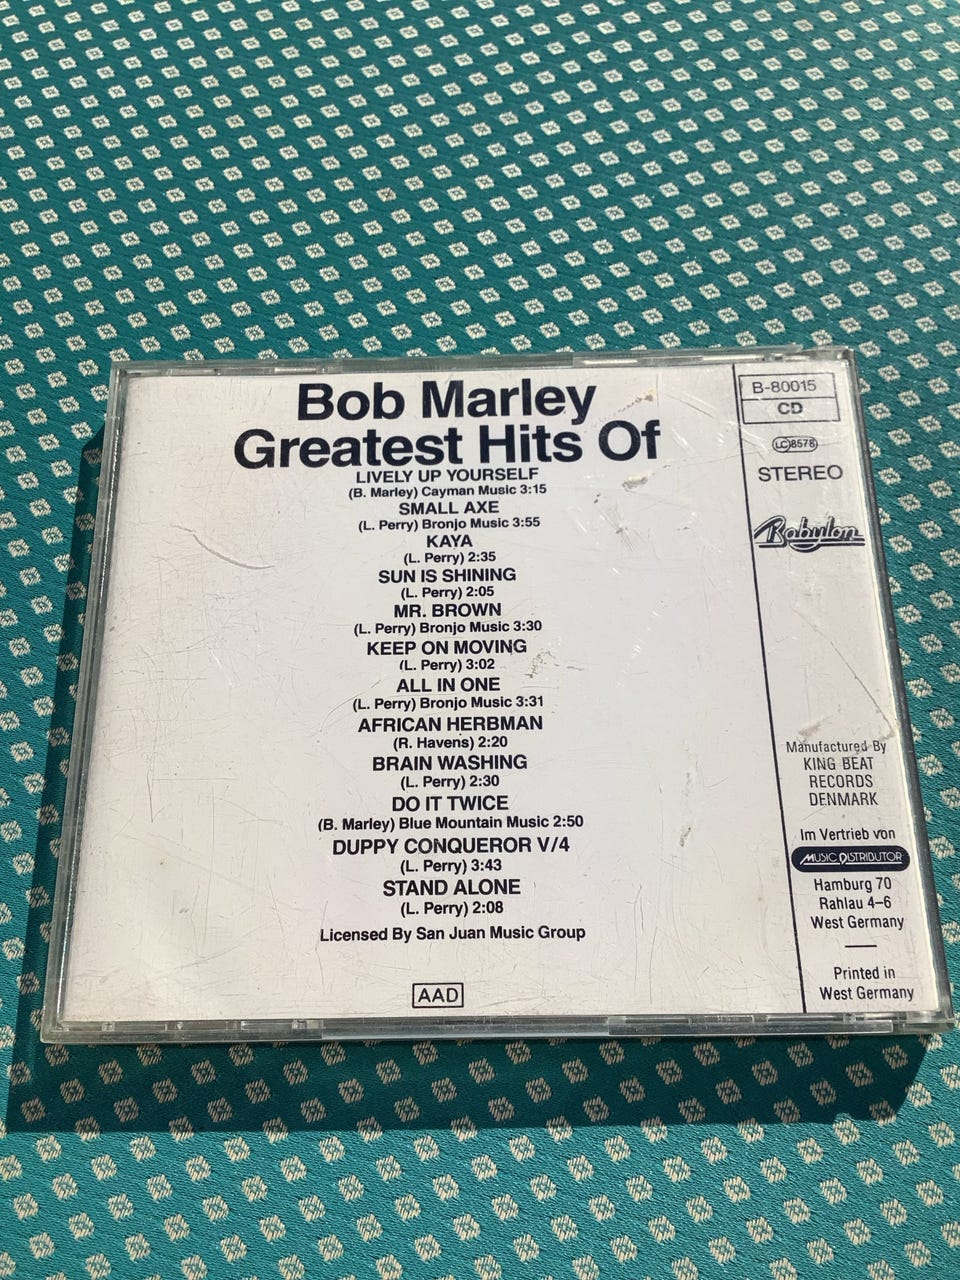 Bob Marley
Greatest Hits Of
LIVELY UP YOURSELF
(B. Marley) Cayman Music 3:15
SMALL AXE
(L. Perry) Bronjo Music 3:55
KAYA
(L. Perry) 2:35
SUN IS SHINING
(L. Perry) 2:05
MR. BROWN
(L. Perry) Bronjo Music 3:30
KEEP ON MOVING
(L. Perry) 3:02
ALL IN ONE
(L. Perry) Bronjo Music 3:31
AFRICAN HERBMAN
(R. Havens) 2:20
BRAIN WASHING
(L. Perry) 2:30
DO IT TWICE
(B. Marley) Blue Mountain Music 2:50
DUPPY CONQUEROR V/4
(L. Perry) 3:43
STAND ALONE
(L. Perry) 2:08
Licensed By San Juan Music Group
AAD
B-80015
CD
LC 8578
STEREO
Babylon
Manufactured By
KING BEAT
RECORDS
DENMARK
Im Vertrieb von
MUSIC DISTRIBUTOR
Hamburg 70
Rahlau 4–6
West Germany
Printed in
West Germany